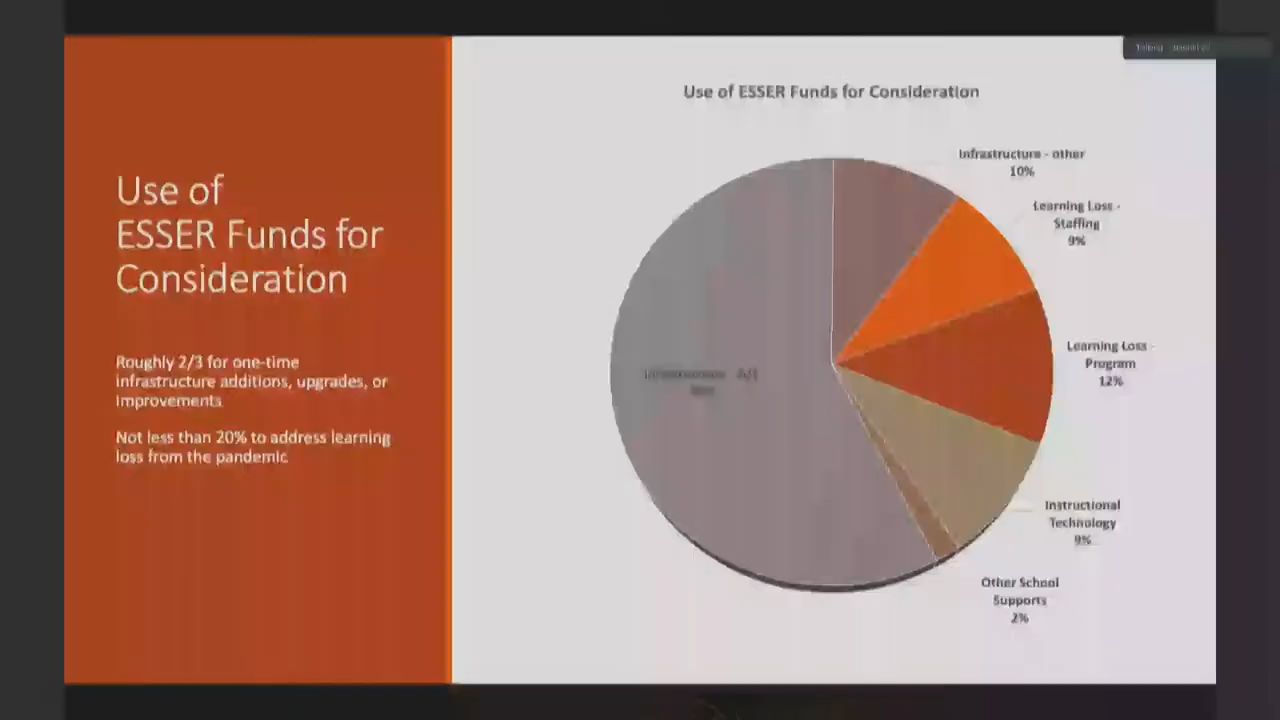 Use of ESSER Funds for Consideration
Use of
ESSER Funds for
Consideration
Roughly 2/3 for one-time
infrastructure additions, upgrades, or
improvements
Not less than 20% to address learning
loss from the pandemic
Infrastructure - other
10%
Learning Loss -
Staffing
9%
Learning Loss -
Program
12%
Instructional
Technology
9%
Other School
Supports
2%
Infrastructure -